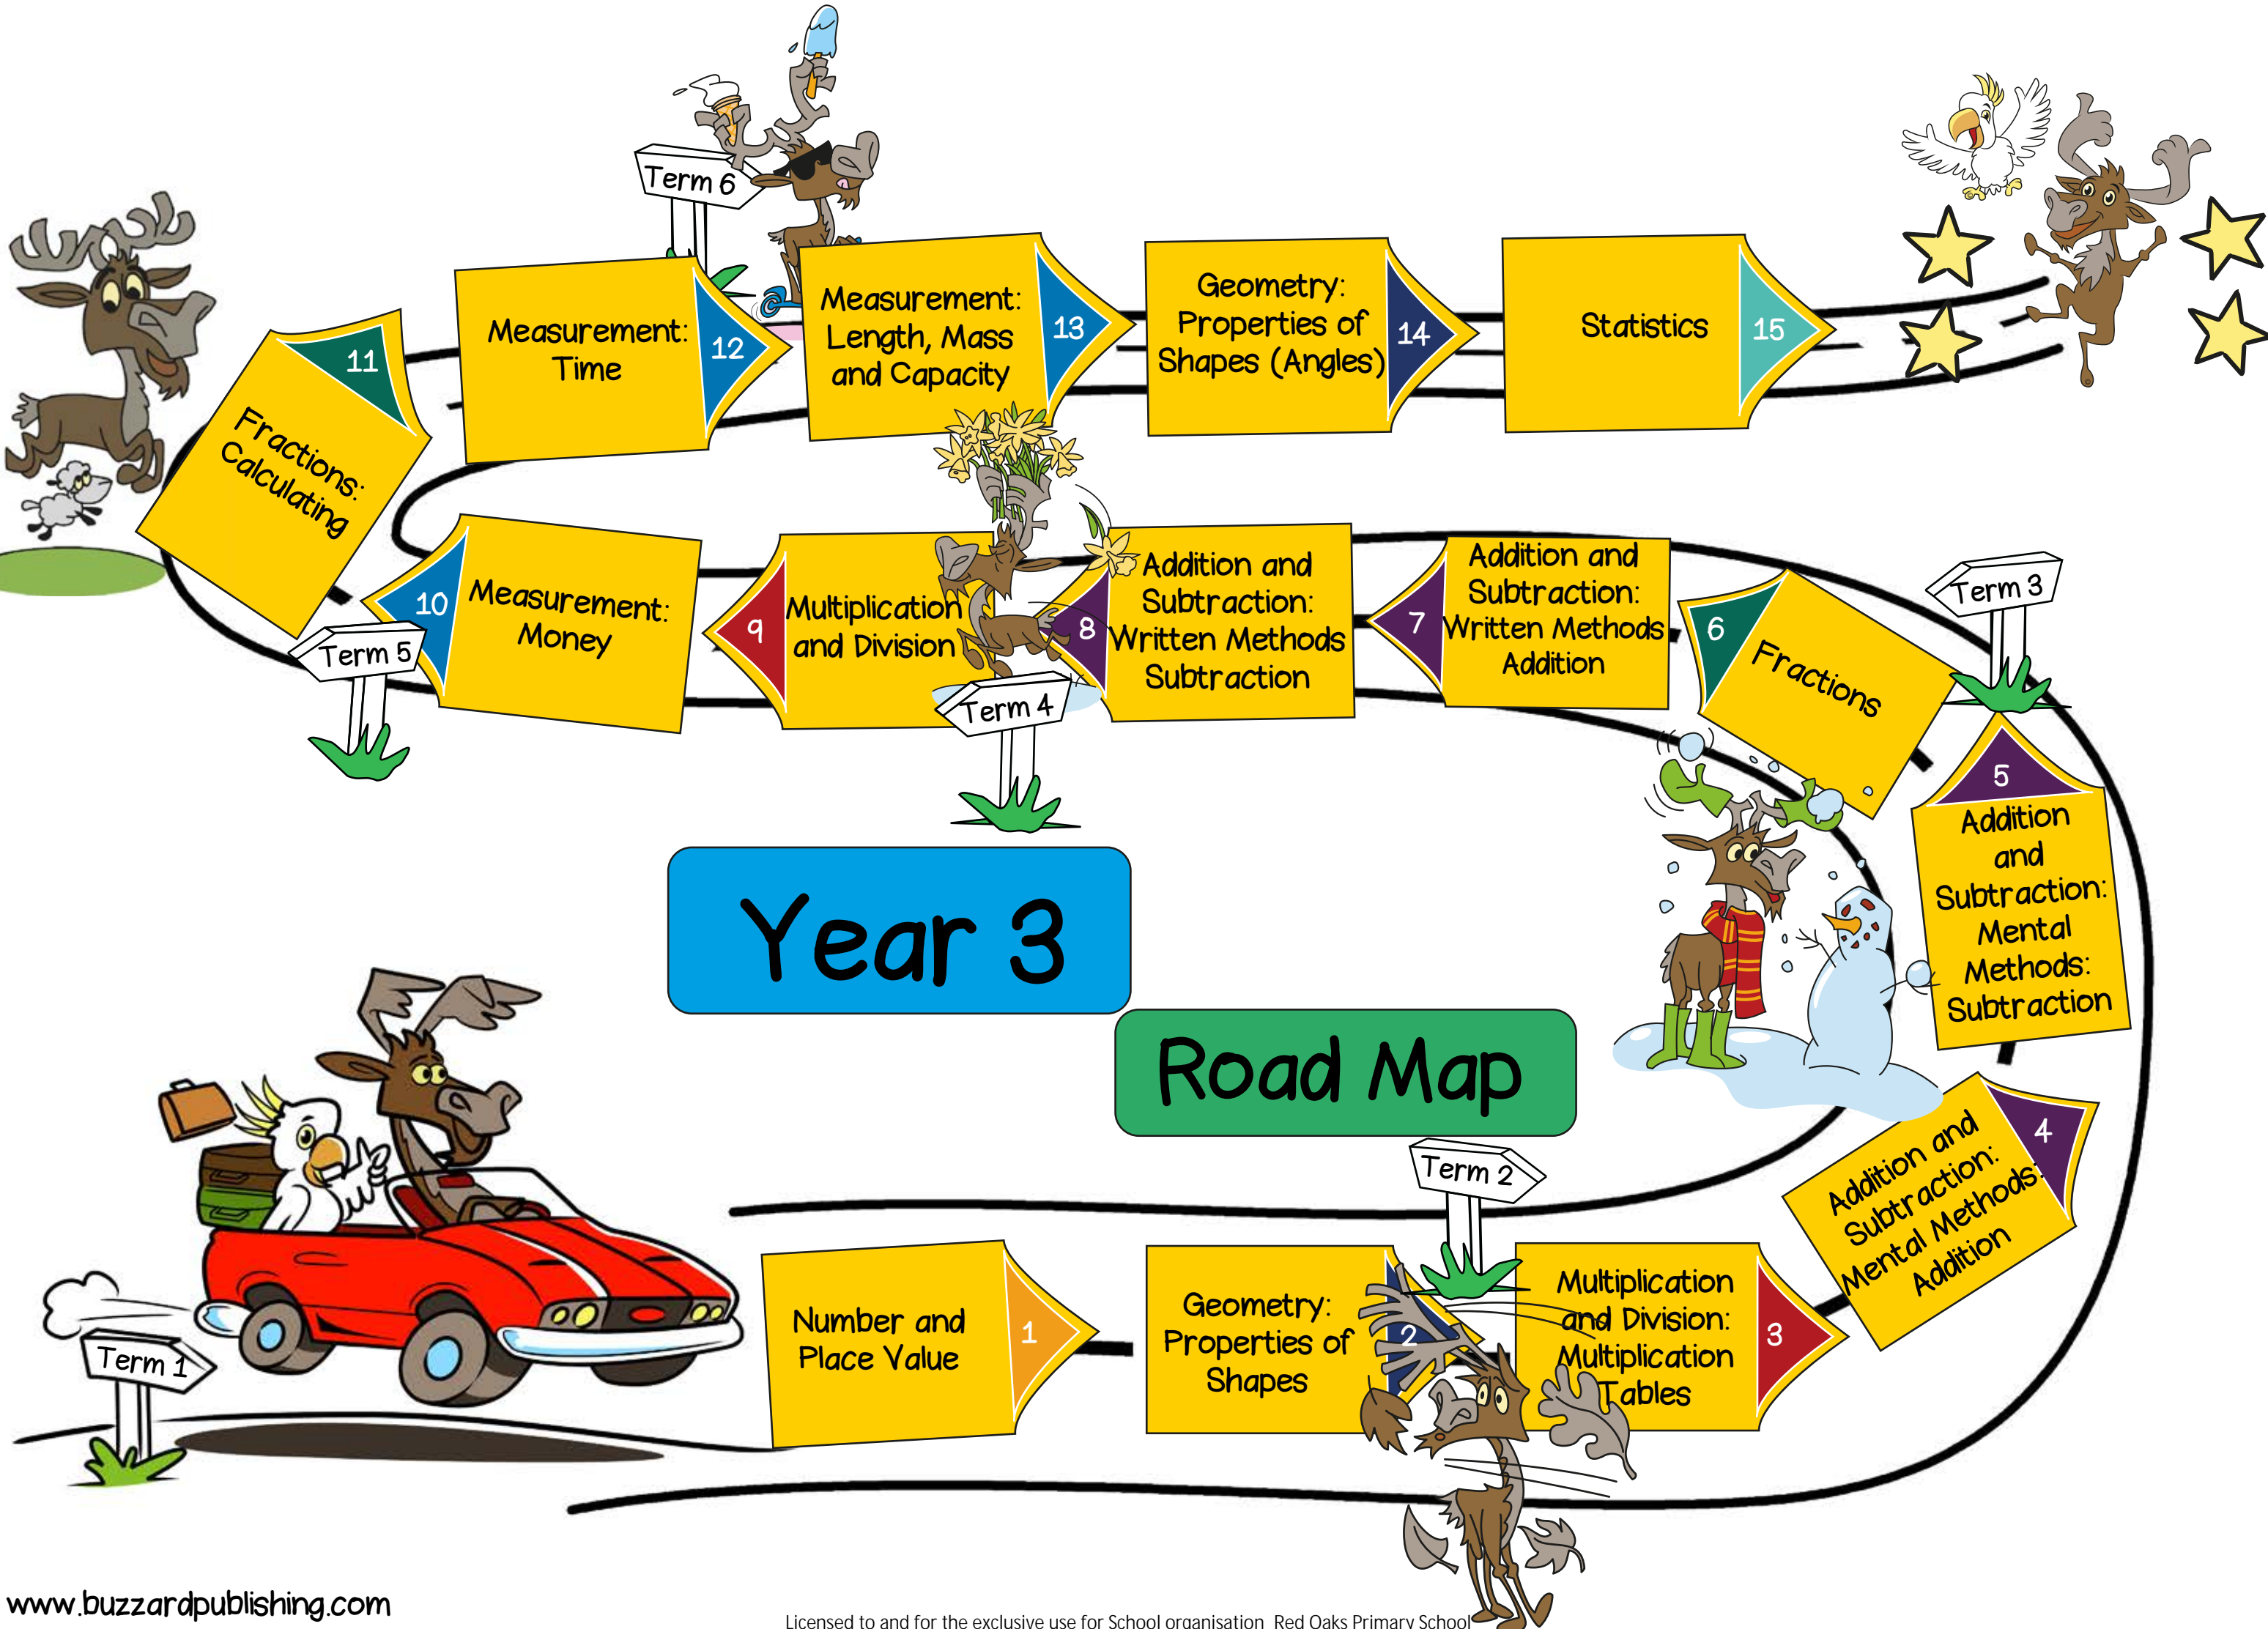 Term 1
1
Number and
Place Value
2
Geometry:
Properties of
Shapes
Term 2
3
Multiplication
and Division:
Multiplication
Tables
4
Addition and
Subtraction:
Mental Methods:
Addition
5
Addition
and
Subtraction:
Mental
Methods:
Subtraction
Term 3
6
Fractions
7
Addition and
Subtraction:
Written Methods
Addition
8
Addition and
Subtraction:
Written Methods
Subtraction
Term 4
9
Multiplication
and Division
10
Measurement:
Money
Term 5
11
Fractions:
Calculating
12
Measurement:
Time
Term 6
13
Measurement:
Length, Mass
and Capacity
14
Geometry:
Properties of
Shapes (Angles)
15
Statistics
Year 3
Road Map
www.buzzardpublishing.com
Licensed to and for the exclusive use for School organisation Red Oaks Primary School